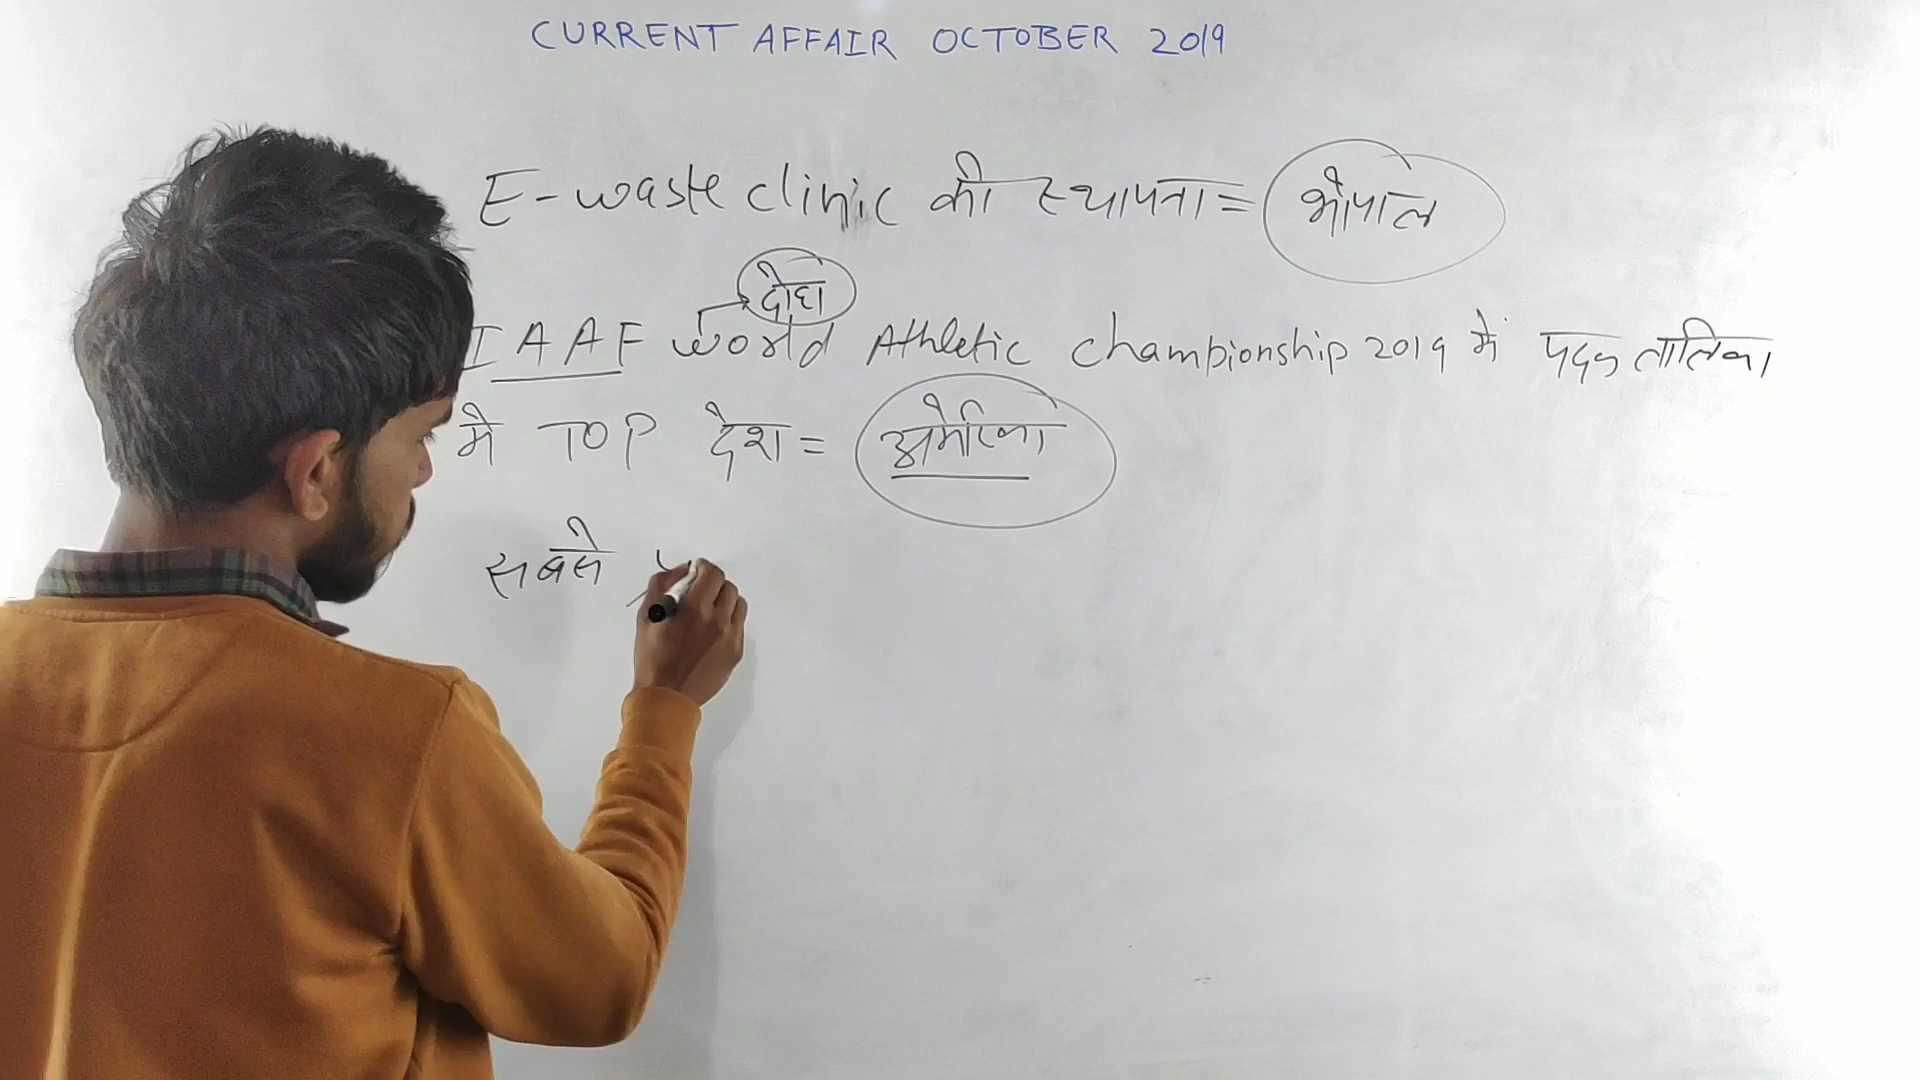 CURRENT AFFAIR OCTOBER 2019
E-waste clinic की स्थापना = भोपाल
दोहा
IAAF World Athletic championship 2019 में पदक तालिका
में TOP देश = अमेरिका
सबसे